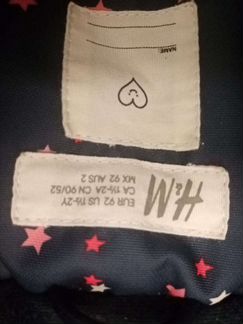 NAME:
H&M
EUR 92 US 1½-2Y
CA 1½-2A CN 90/52
MX 92 AUS 2